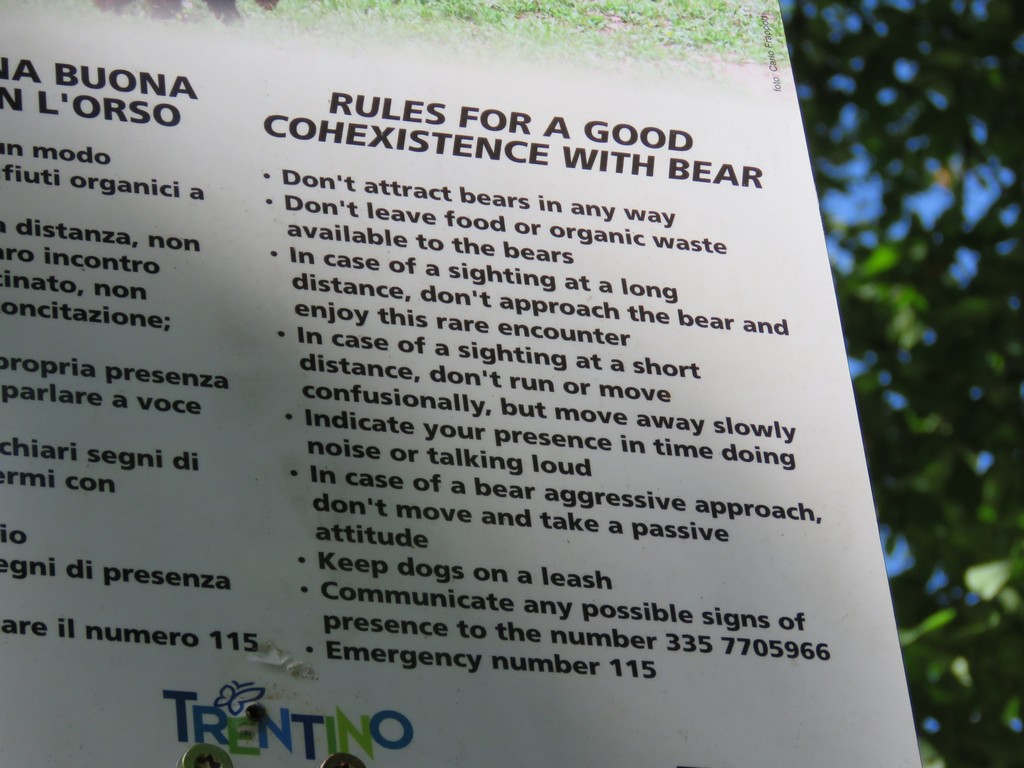 foto: Carlo Frapporti
NA BUONA
N L'ORSO
un modo
fiuti organici a
a distanza, non
aro incontro
cinato, non
oncitazione;
propria presenza
parlare a voce
chiari segni di
ermi con
io
egni di presenza
are il numero 115
RULES FOR A GOOD
COHEXISTENCE WITH BEAR
• Don't attract bears in any way
• Don't leave food or organic waste
available to the bears
• In case of a sighting at a long
distance, don't approach the bear and
enjoy this rare encounter
• In case of a sighting at a short
distance, don't run or move
confusionally, but move away slowly
• Indicate your presence in time doing
noise or talking loud
• In case of a bear aggressive approach,
don't move and take a passive
attitude
• Keep dogs on a leash
• Communicate any possible signs of
presence to the number 335 7705966
• Emergency number 115
TRENTINO